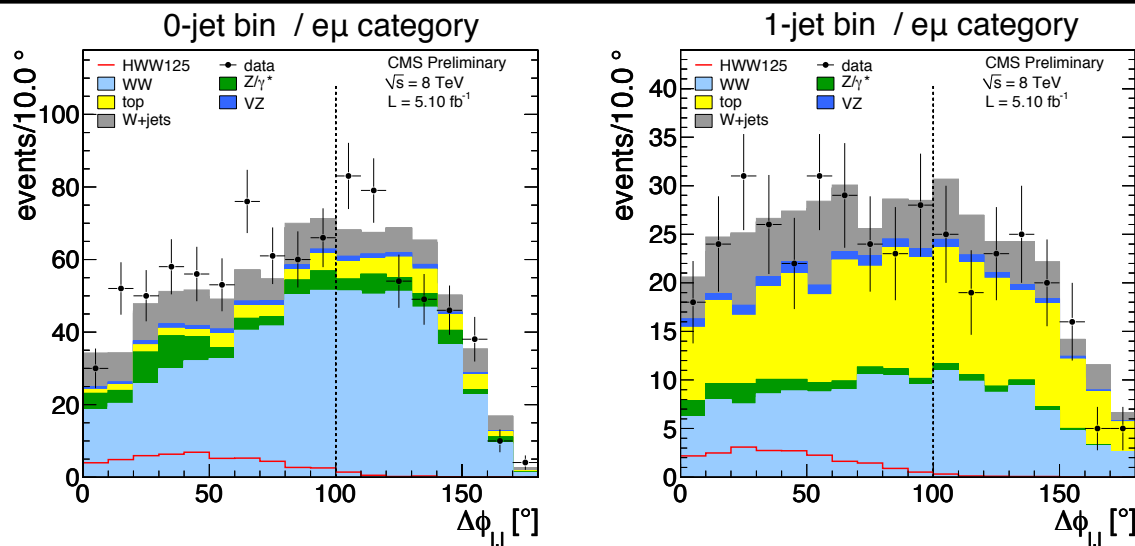 0-jet bin / eμ category
HWW125
data
WW
Z/γ*
top
VZ
W+jets
CMS Preliminary
√s = 8 TeV
L = 5.10 fb⁻¹
events/10.0 °
100
80
60
40
20
0
0
50
100
150
Δϕ_{l,l} [°]
1-jet bin / eμ category
HWW125
data
WW
Z/γ*
top
VZ
W+jets
CMS Preliminary
√s = 8 TeV
L = 5.10 fb⁻¹
events/10.0 °
40
35
30
25
20
15
10
5
0
0
50
100
150
Δϕ_{l,l} [°]